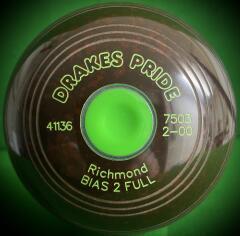 DRAKES PRIDE
41136
7503
2-00
Richmond
BIAS 2 FULL